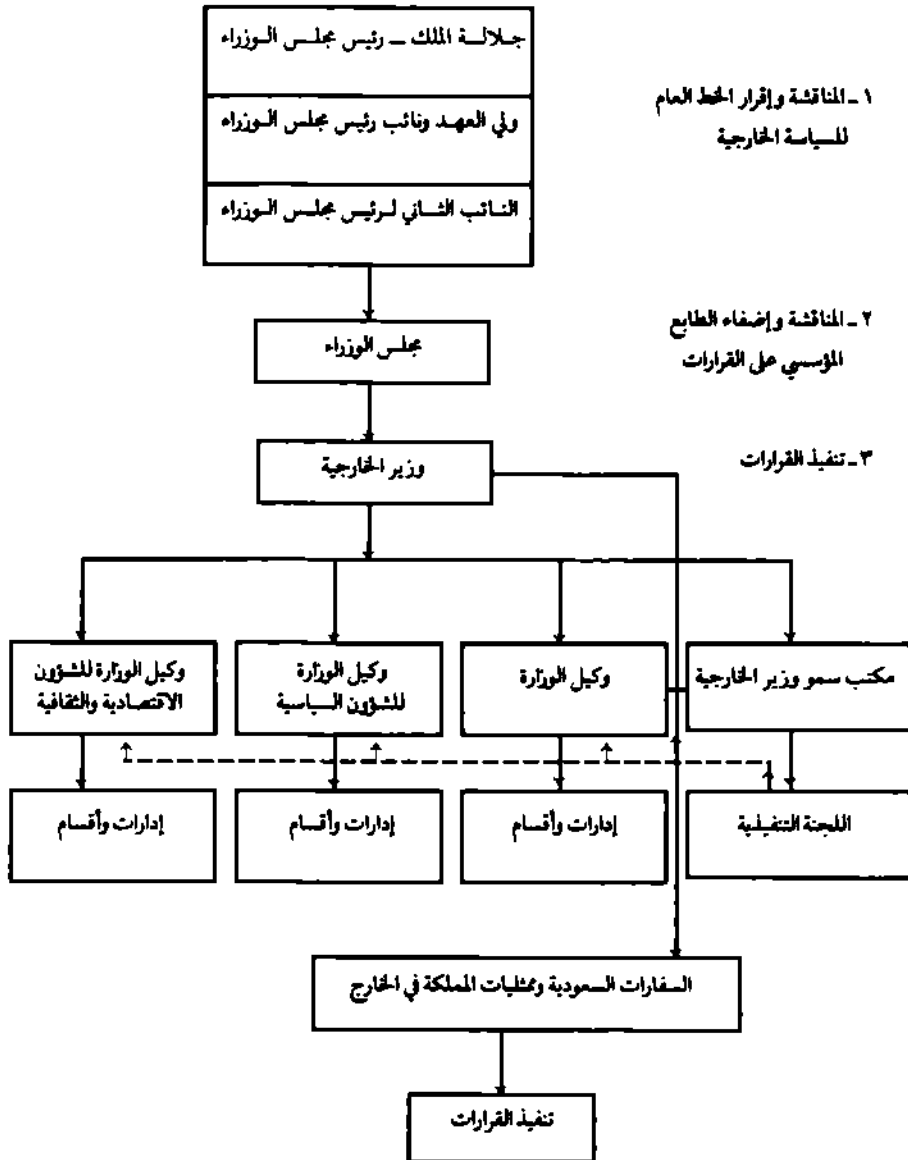 جلالة الملك ـ رئيس مجلس الوزراء
١ ـ المناقشة وإقرار الخط العام
للسياسة الخارجية
ولي العهد ونائب رئيس مجلس الوزراء
النائب الثاني لرئيس مجلس الوزراء
٢ ـ المناقشة وإضفاء الطابع
المؤسسي على القرارات
مجلس الوزراء
٣ ـ تنفيذ القرارات
وزير الخارجية
مكتب سمو وزير الخارجية
وكيل الوزارة
وكيل الوزارة
للشؤون السياسية
وكيل الوزارة للشؤون
الاقتصادية والثقافية
اللجنة التنفيذية
إدارات وأقسام
إدارات وأقسام
إدارات وأقسام
السفارات السعودية وممثليات المملكة في الخارج
تنفيذ القرارات